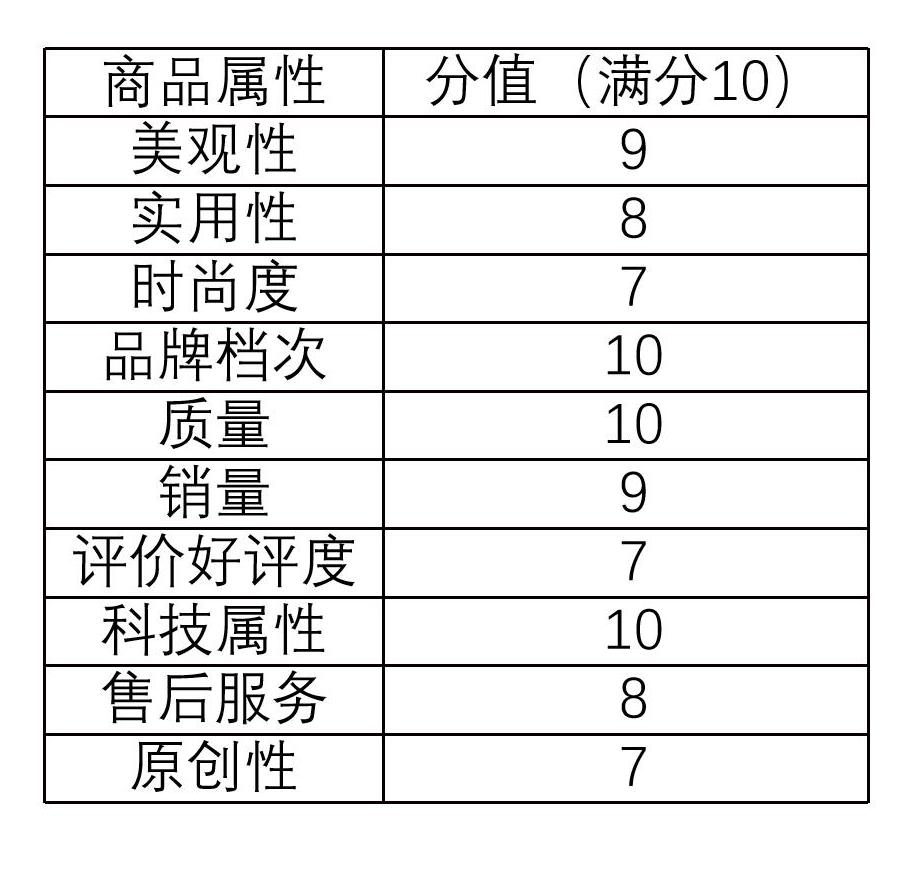 商品属性 分值（满分10）
美观性 9
实用性 8
时尚度 7
品牌档次 10
质量 10
销量 9
评价好评度 7
科技属性 10
售后服务 8
原创性 7